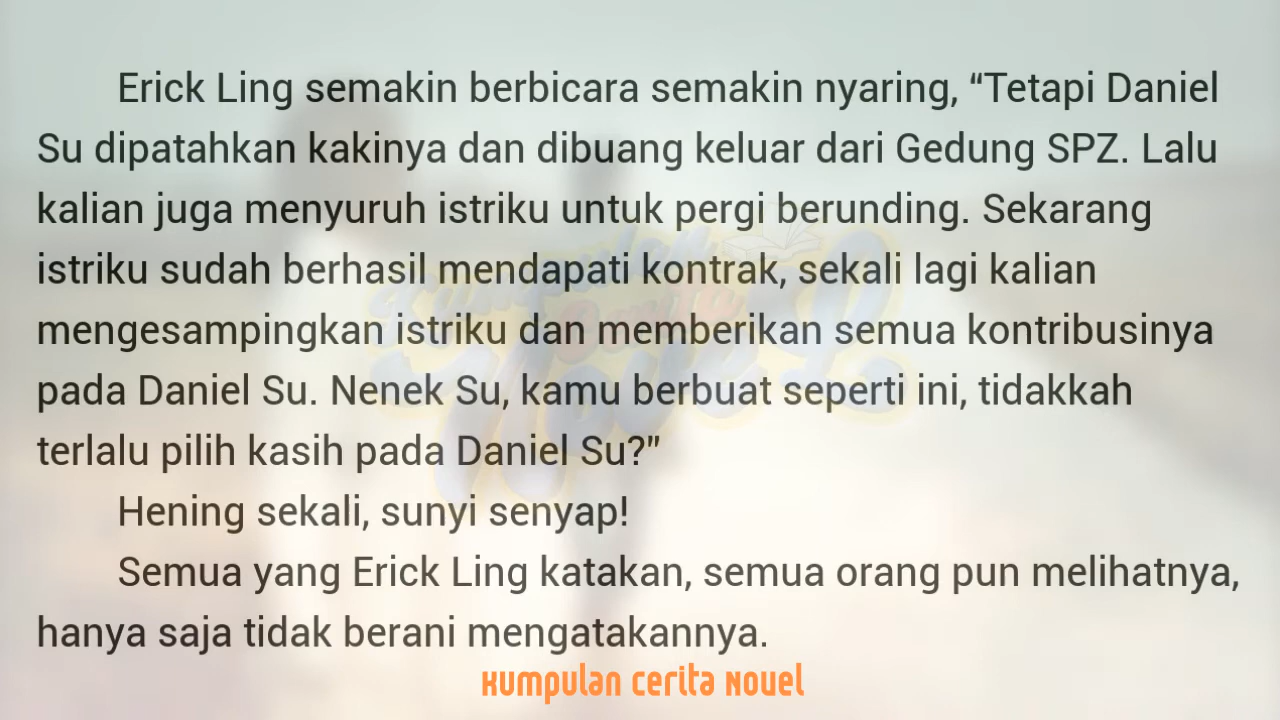 Erick Ling semakin berbicara semakin nyaring, “Tetapi Daniel
Su dipatahkan kakinya dan dibuang keluar dari Gedung SPZ. Lalu
kalian juga menyuruh istriku untuk pergi berunding. Sekarang
istriku sudah berhasil mendapati kontrak, sekali lagi kalian
mengesampingkan istriku dan memberikan semua kontribusinya
pada Daniel Su. Nenek Su, kamu berbuat seperti ini, tidakkah
terlalu pilih kasih pada Daniel Su?”
Hening sekali, sunyi senyap!
Semua yang Erick Ling katakan, semua orang pun melihatnya,
hanya saja tidak berani mengatakannya.
Kumpulan Cerita Novel